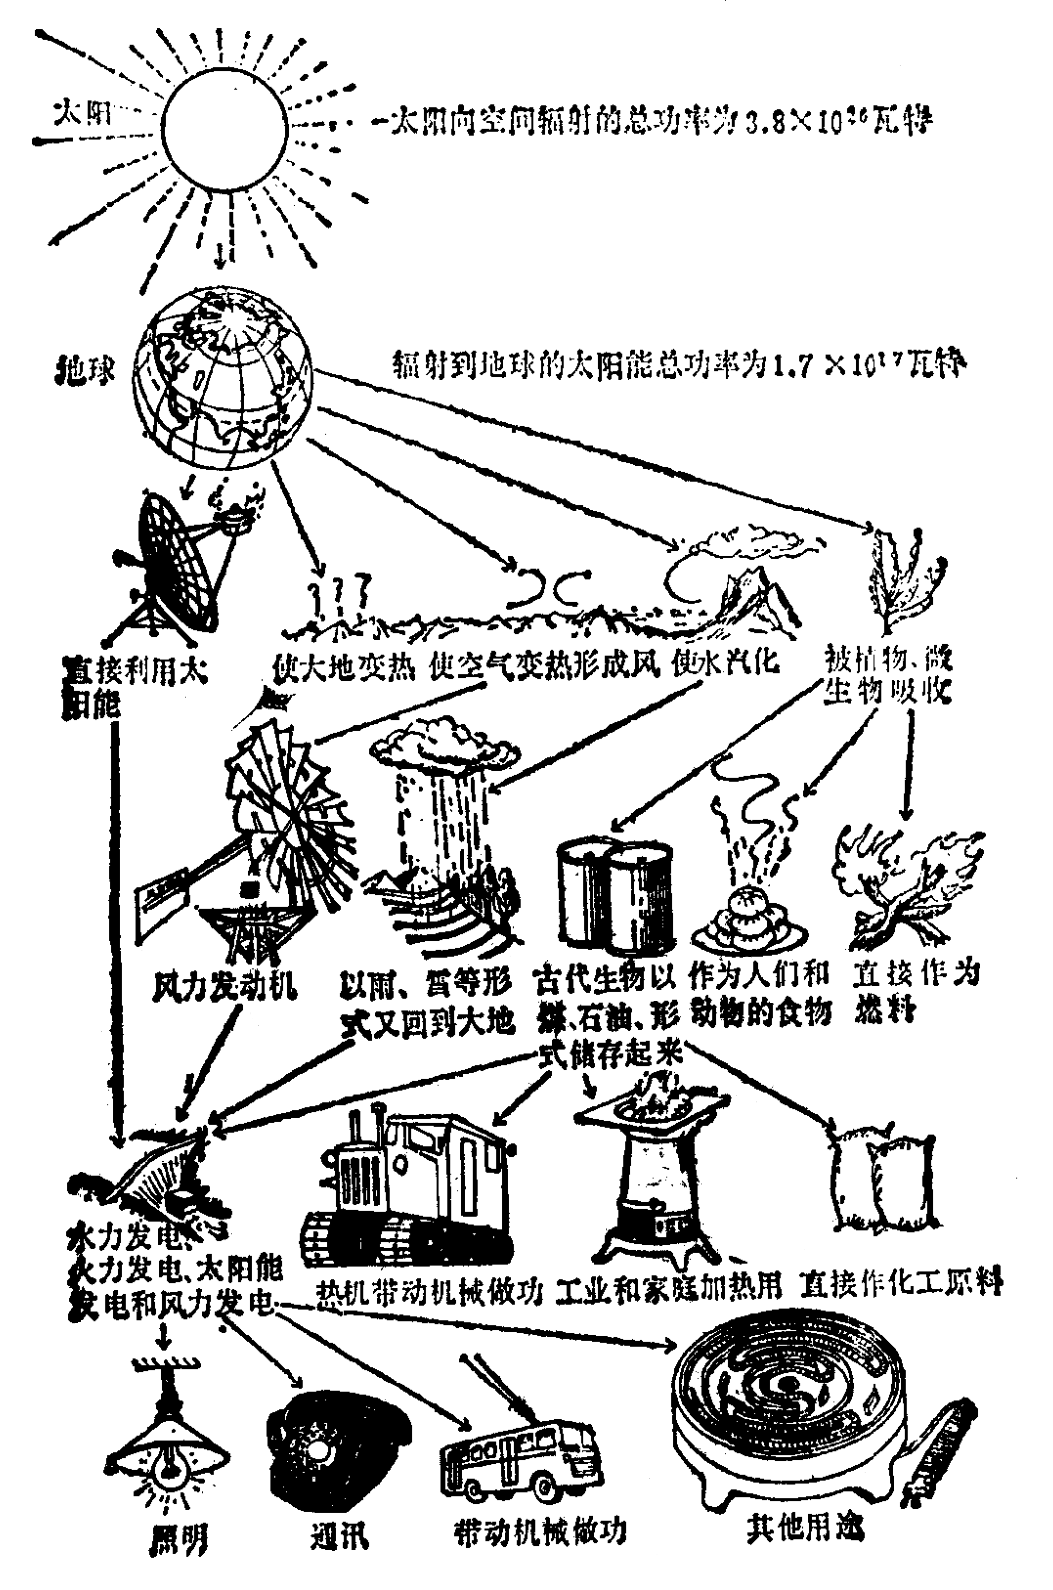 太阳
太阳向空间辐射的总功率为3.8×10²⁶瓦特
地球
辐射到地球的太阳能总功率为1.7×10¹⁷瓦特
直接利用太
阳能
使大地变热
使空气变热形成风
使水汽化
被植物、微
生物吸收
风力发动机
以雨、雪等形
式又回到大地
古代生物以
煤、石油、形
式储存起来
作为人们和
动物的食物
直接作为
燃料
水力发电、
火力发电、太阳能
发电和风力发电
热机带动机械做功
工业和家庭加热用
直接作化工原料
照明
通讯
带动机械做功
其他用途